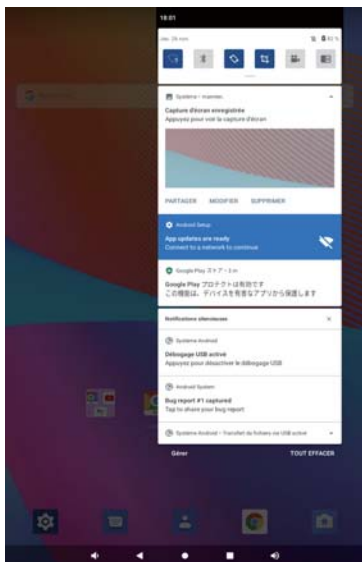 18:01
jeu. 26 nov.
82 %
Système • maintenant
Capture d'écran enregistrée
Appuyez pour voir la capture d'écran
PARTAGER MODIFIER SUPPRIMER
Android Setup
App updates are ready
Connect to a network to continue
Google Play ストア • 3 m
Google Play プロテクトは有効です
この機能は、デバイスを有害なアプリから保護します
Notifications silencieuses
Système Android
Débogage USB activé
Appuyez pour désactiver le débogage USB
Android System
Bug report #1 captured
Tap to share your bug report
Système Android • Transfert de fichiers via USB activé
Gérer TOUT EFFACER